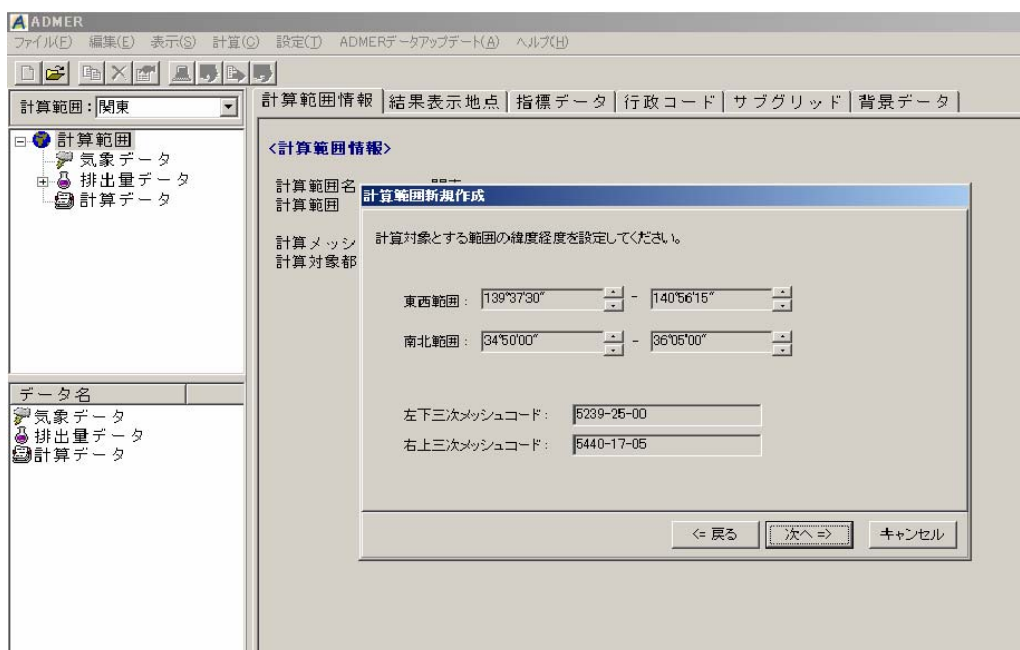 ADMER
ファイル(F) 編集(E) 表示(S) 計算(C) 設定(T) ADMERデータアップデート(A) ヘルプ(H)
計算範囲：関東
計算範囲情報 結果表示地点 指標データ 行政コード サブグリッド 背景データ
計算範囲
気象データ
排出量データ
計算データ
<計算範囲情報>
計算範囲名
計算範囲
計算メッシ
計算対象都
計算範囲新規作成
計算対象とする範囲の緯度経度を設定してください。
東西範囲： 139°37'30" - 140°56'15"
南北範囲： 34°50'00" - 36°05'00"
左下三次メッシュコード： 5239-25-00
右上三次メッシュコード： 5440-17-05
<= 戻る 次へ => キャンセル
データ名
気象データ
排出量データ
計算データ